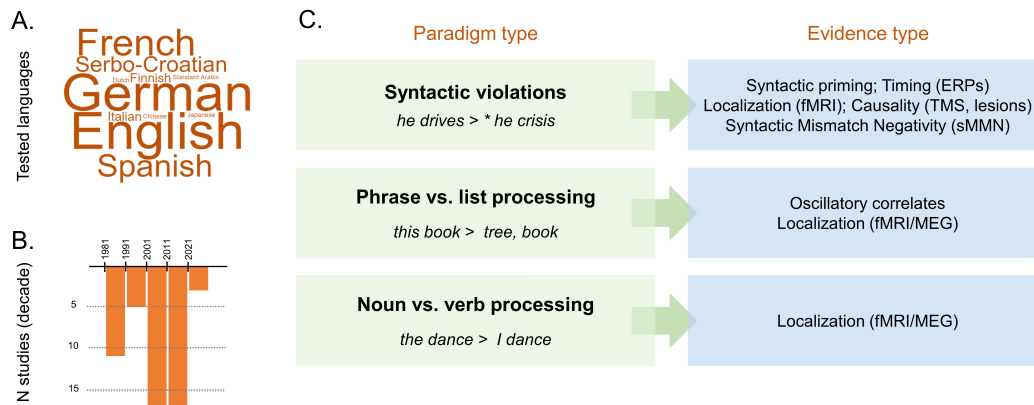 A.
Tested languages
French
Serbo-Croatian
Dutch Finnish Standard Arabic
German
Italian Chinese Japanese
English
Spanish
B.
N studies (decade)
1981
1991
2001
2011
2021
5
10
15
C.
Paradigm type
Evidence type
Syntactic violations
he drives > * he crisis
Syntactic priming; Timing (ERPs)
Localization (fMRI); Causality (TMS, lesions)
Syntactic Mismatch Negativity (sMMN)
Phrase vs. list processing
this book > tree, book
Oscillatory correlates
Localization (fMRI/MEG)
Noun vs. verb processing
the dance > I dance
Localization (fMRI/MEG)